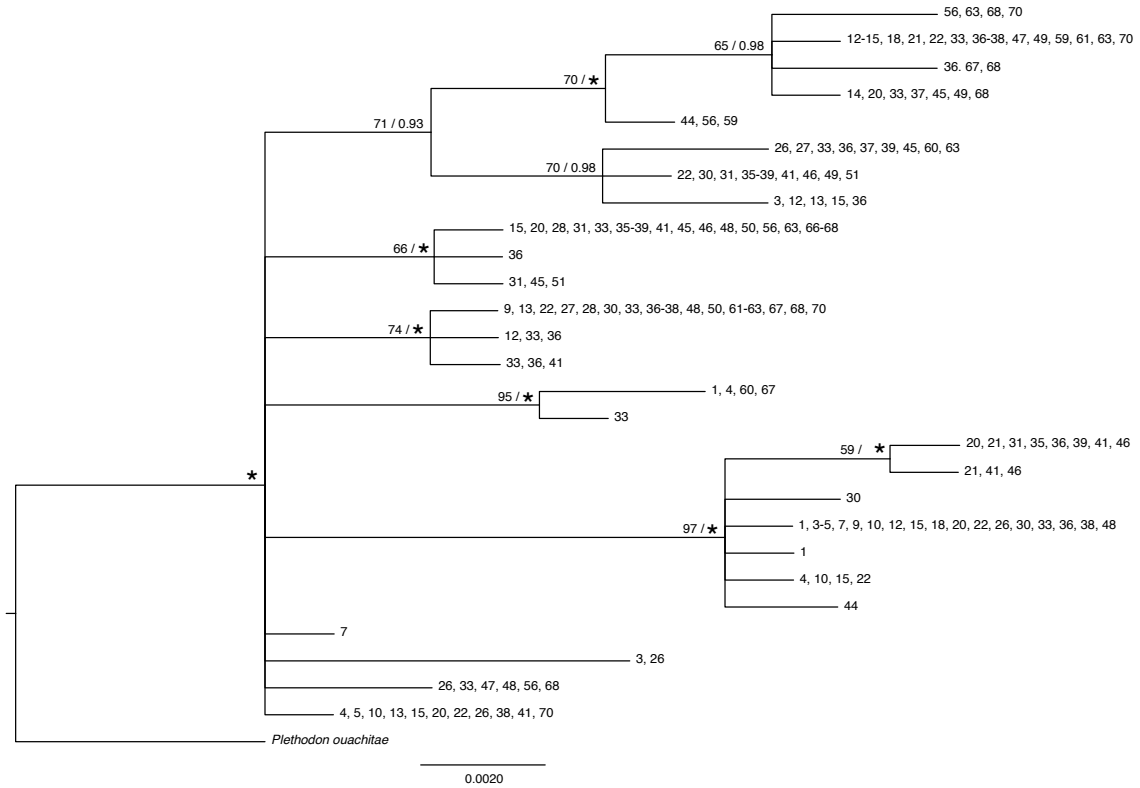 56, 63, 68, 70
12-15, 18, 21, 22, 33, 36-38, 47, 49, 59, 61, 63, 70
65 / 0.98
36. 67, 68
70 / *
14, 20, 33, 37, 45, 49, 68
44, 56, 59
71 / 0.93
26, 27, 33, 36, 37, 39, 45, 60, 63
70 / 0.98
22, 30, 31, 35-39, 41, 46, 49, 51
3, 12, 13, 15, 36
15, 20, 28, 31, 33, 35-39, 41, 45, 46, 48, 50, 56, 63, 66-68
66 / *
36
31, 45, 51
9, 13, 22, 27, 28, 30, 33, 36-38, 48, 50, 61-63, 67, 68, 70
74 / *
12, 33, 36
33, 36, 41
1, 4, 60, 67
95 / *
33
20, 21, 31, 35, 36, 39, 41, 46
59 / *
21, 41, 46
*
30
1, 3-5, 7, 9, 10, 12, 15, 18, 20, 22, 26, 30, 33, 36, 38, 48
97 / *
1
4, 10, 15, 22
44
7
3, 26
26, 33, 47, 48, 56, 68
4, 5, 10, 13, 15, 20, 22, 26, 38, 41, 70
Plethodon ouachitae
0.0020